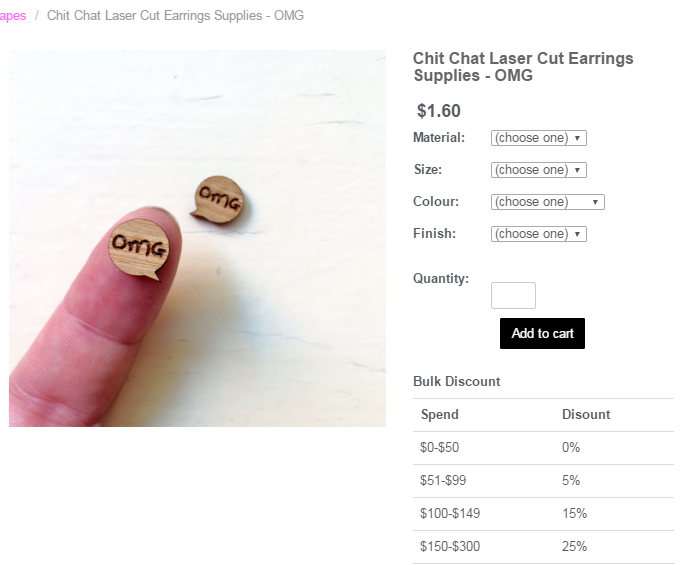 apes / Chit Chat Laser Cut Earrings Supplies - OMG
Chit Chat Laser Cut Earrings
Supplies - OMG
$1.60
Material: (choose one)
Size: (choose one)
Colour: (choose one)
Finish: (choose one)
Quantity:
Add to cart
OMG
OMG
Bulk Discount
Spend Disount
$0-$50 0%
$51-$99 5%
$100-$149 15%
$150-$300 25%